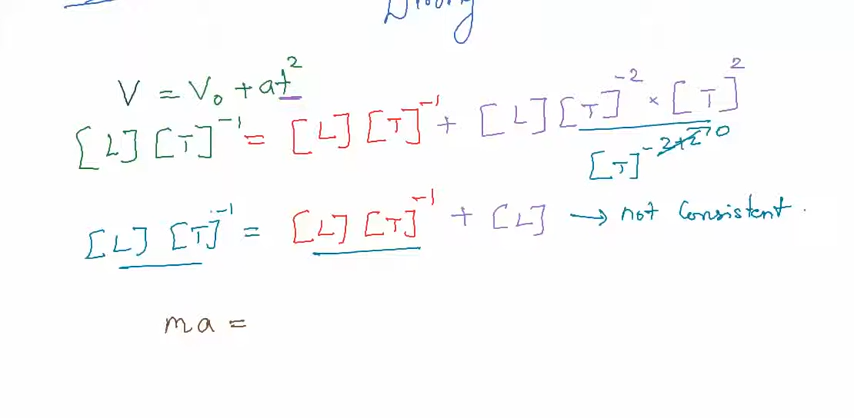 V = V₀ + at²
[L] [T]⁻¹ = [L] [T]⁻¹ + [L] [T]⁻² × [T]²
[T]⁻²⁺² ⁰
[L] [T]⁻¹ = [L] [T]⁻¹ + [L] → not consistent.
ma =